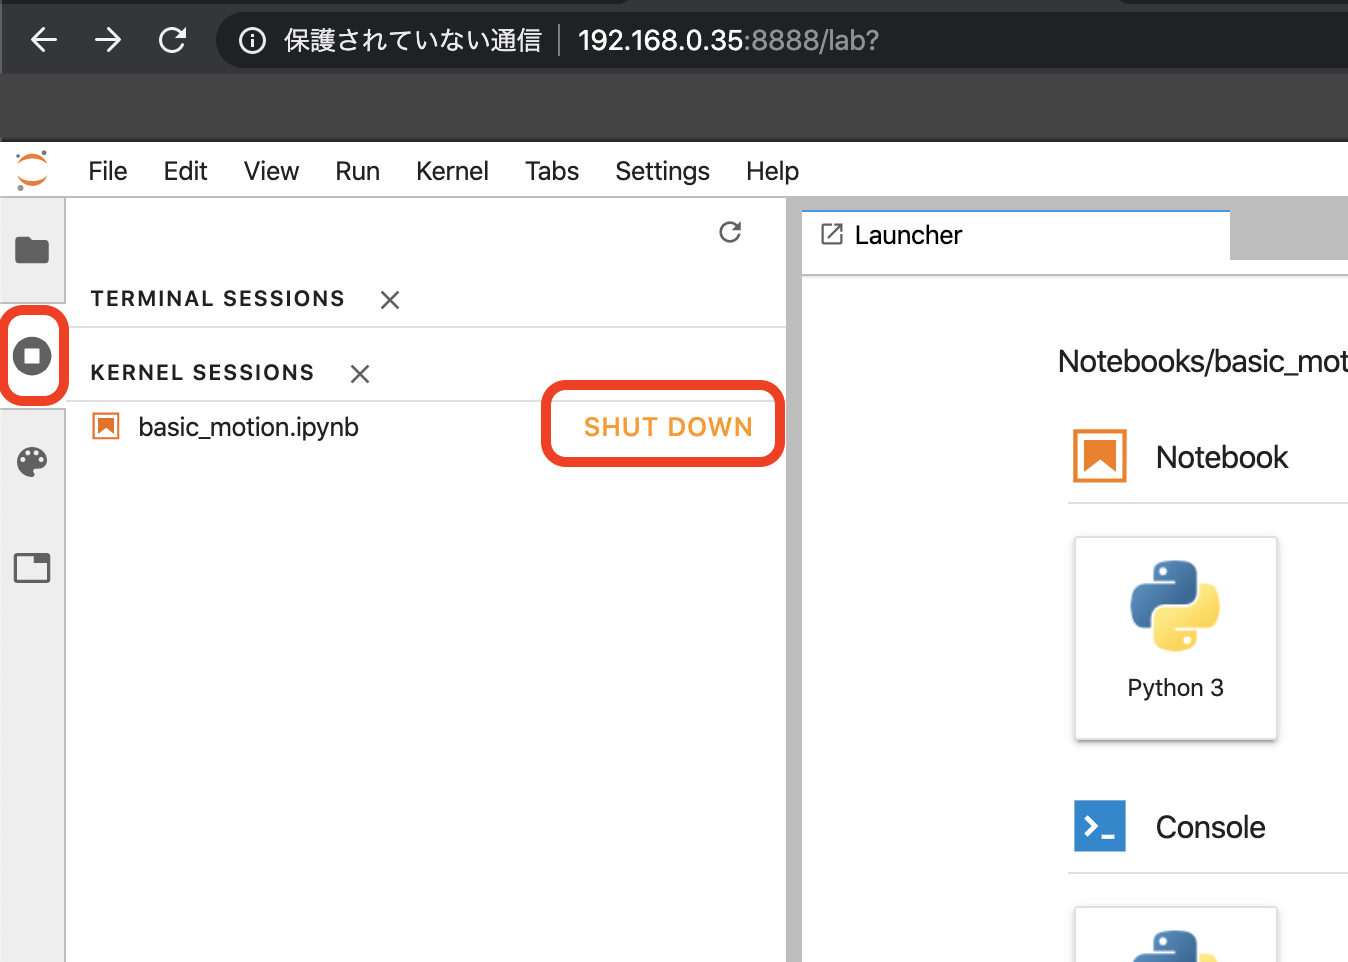 保護されていない通信 192.168.0.35:8888/lab?
File Edit View Run Kernel Tabs Settings Help
Launcher
TERMINAL SESSIONS
KERNEL SESSIONS
basic_motion.ipynb SHUT DOWN
Notebooks/basic_mot
Notebook
Python 3
Console